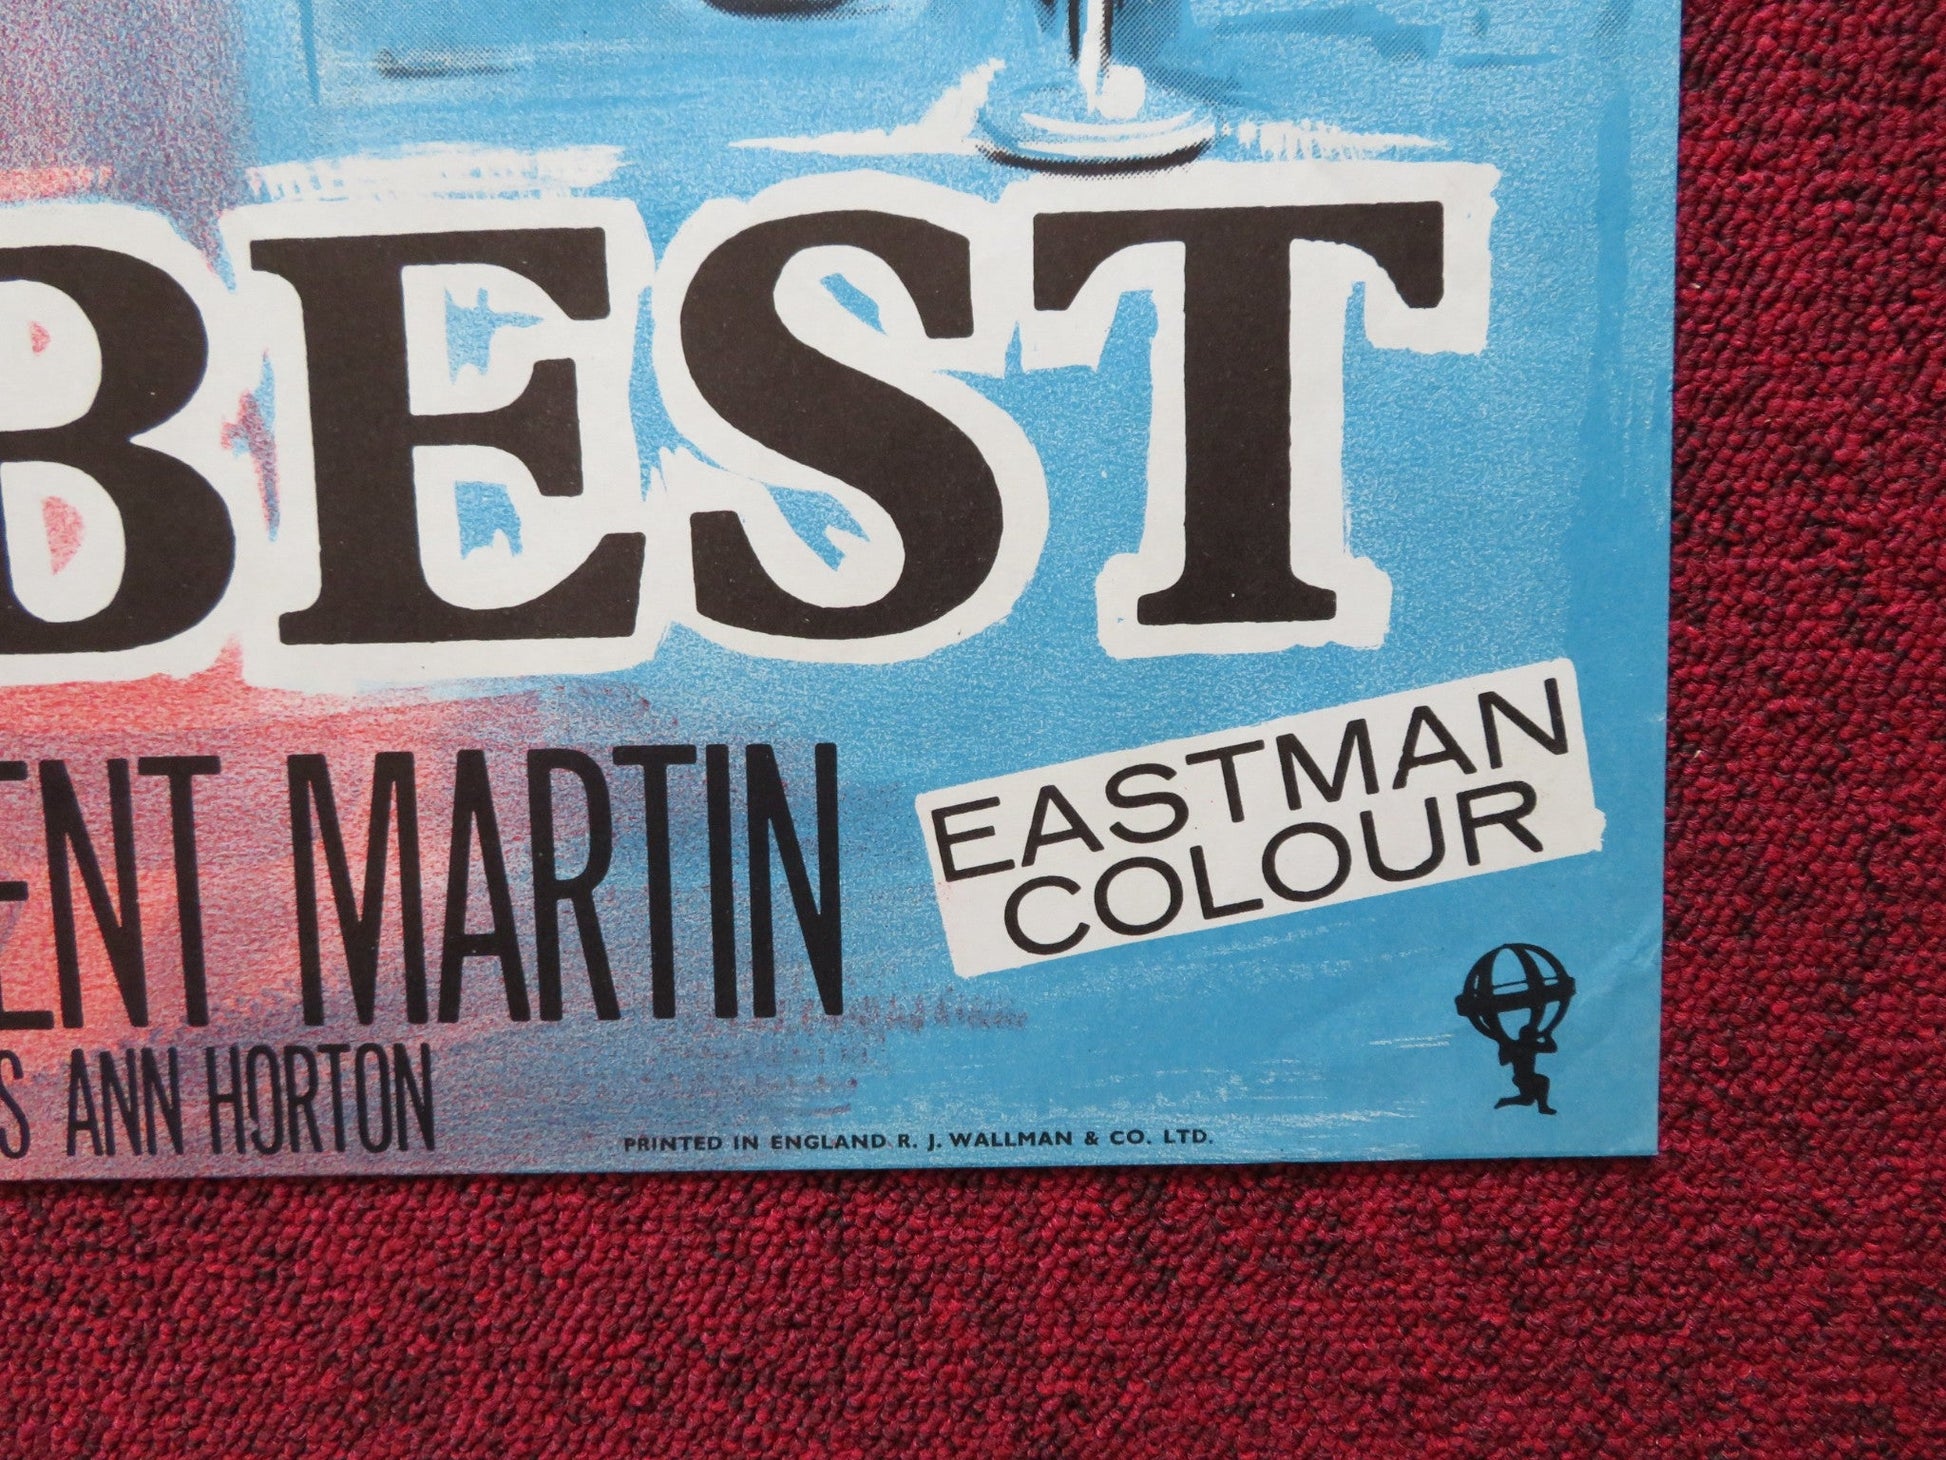 BEST
ENT MARTIN
EASTMAN
COLOUR
S ANN HORTON
PRINTED IN ENGLAND R. J. WALLMAN & CO. LTD.